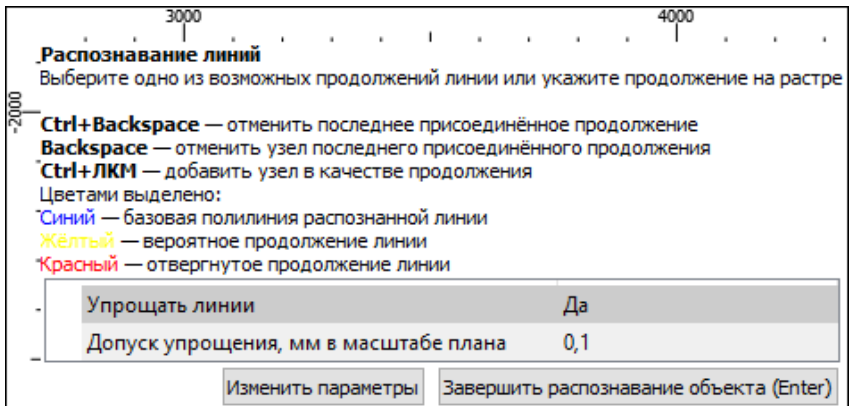 3000 4000
Распознавание линий
Выберите одно из возможных продолжений линии или укажите продолжение на растре
-2000
Ctrl+Backspace — отменить последнее присоединённое продолжение
Backspace — отменить узел последнего присоединённого продолжения
Ctrl+ЛКМ — добавить узел в качестве продолжения
Цветами выделено:
Синий — базовая полилиния распознанной линии
Жёлтый — вероятное продолжение линии
Красный — отвергнутое продолжение линии
Упрощать линии Да
Допуск упрощения, мм в масштабе плана 0,1
Изменить параметры Завершить распознавание объекта (Enter)